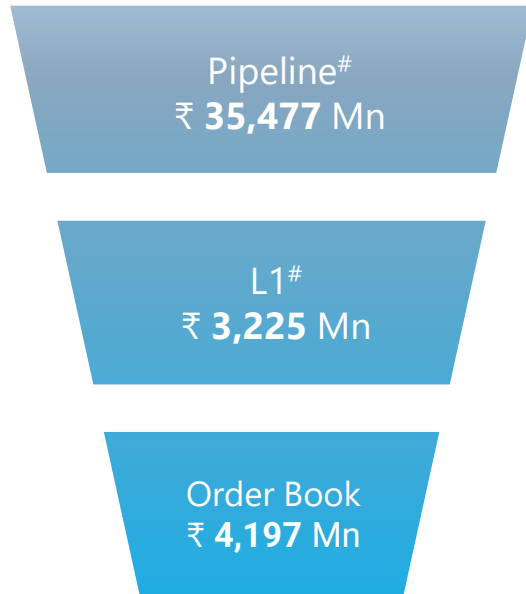 Pipeline#
₹ 35,477 Mn
L1#
₹ 3,225 Mn
Order Book
₹ 4,197 Mn